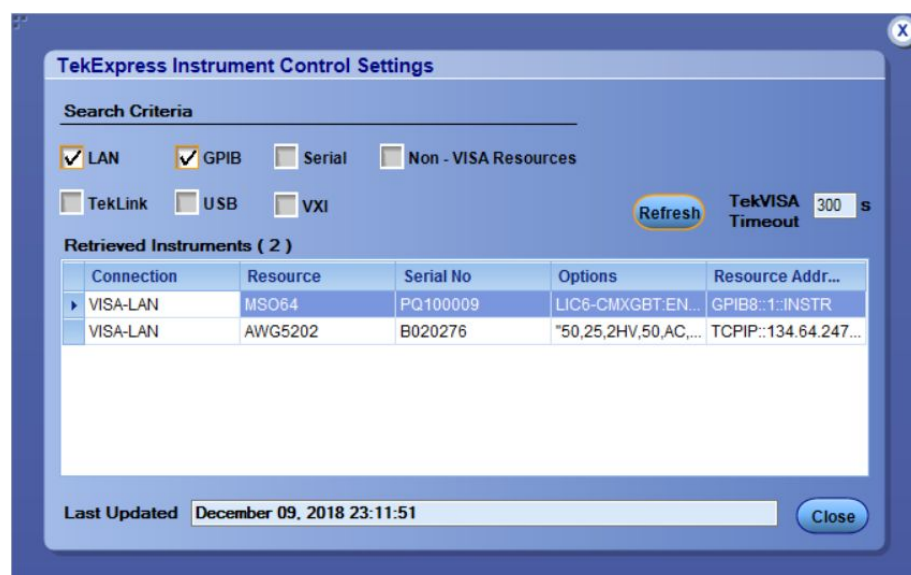 X
TekExpress Instrument Control Settings
Search Criteria
LAN GPIB Serial Non - VISA Resources
TekLink USB VXI Refresh TekVISA Timeout 300 s
Retrieved Instruments ( 2 )
Connection Resource Serial No Options Resource Addr...
VISA-LAN MSO64 PQ100009 LIC6-CMXGBT:EN... GPIB8::1::INSTR
VISA-LAN AWG5202 B020276 "50,25,2HV,50,AC,... TCPIP::134.64.247...
Last Updated December 09, 2018 23:11:51 Close